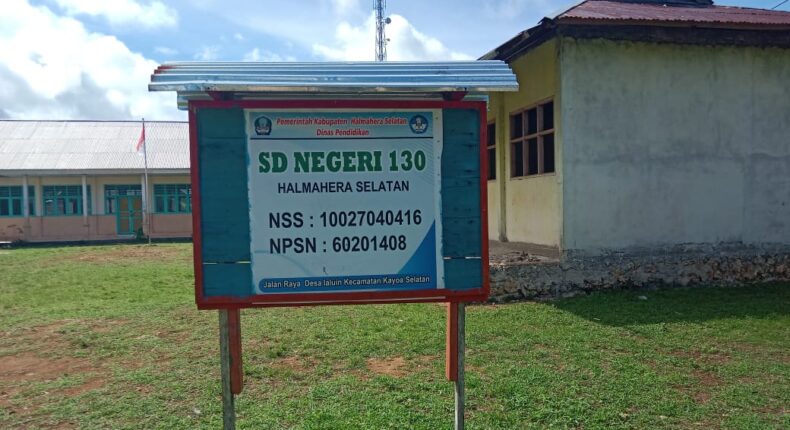 Pemerintah Kabupaten Halmahera Selatan
Dinas Pendidikan
SD NEGERI 130
HALMAHERA SELATAN
NSS : 10027040416
NPSN : 60201408
Jalan Raya Desa laluin Kecamatan Kayoa Selatan